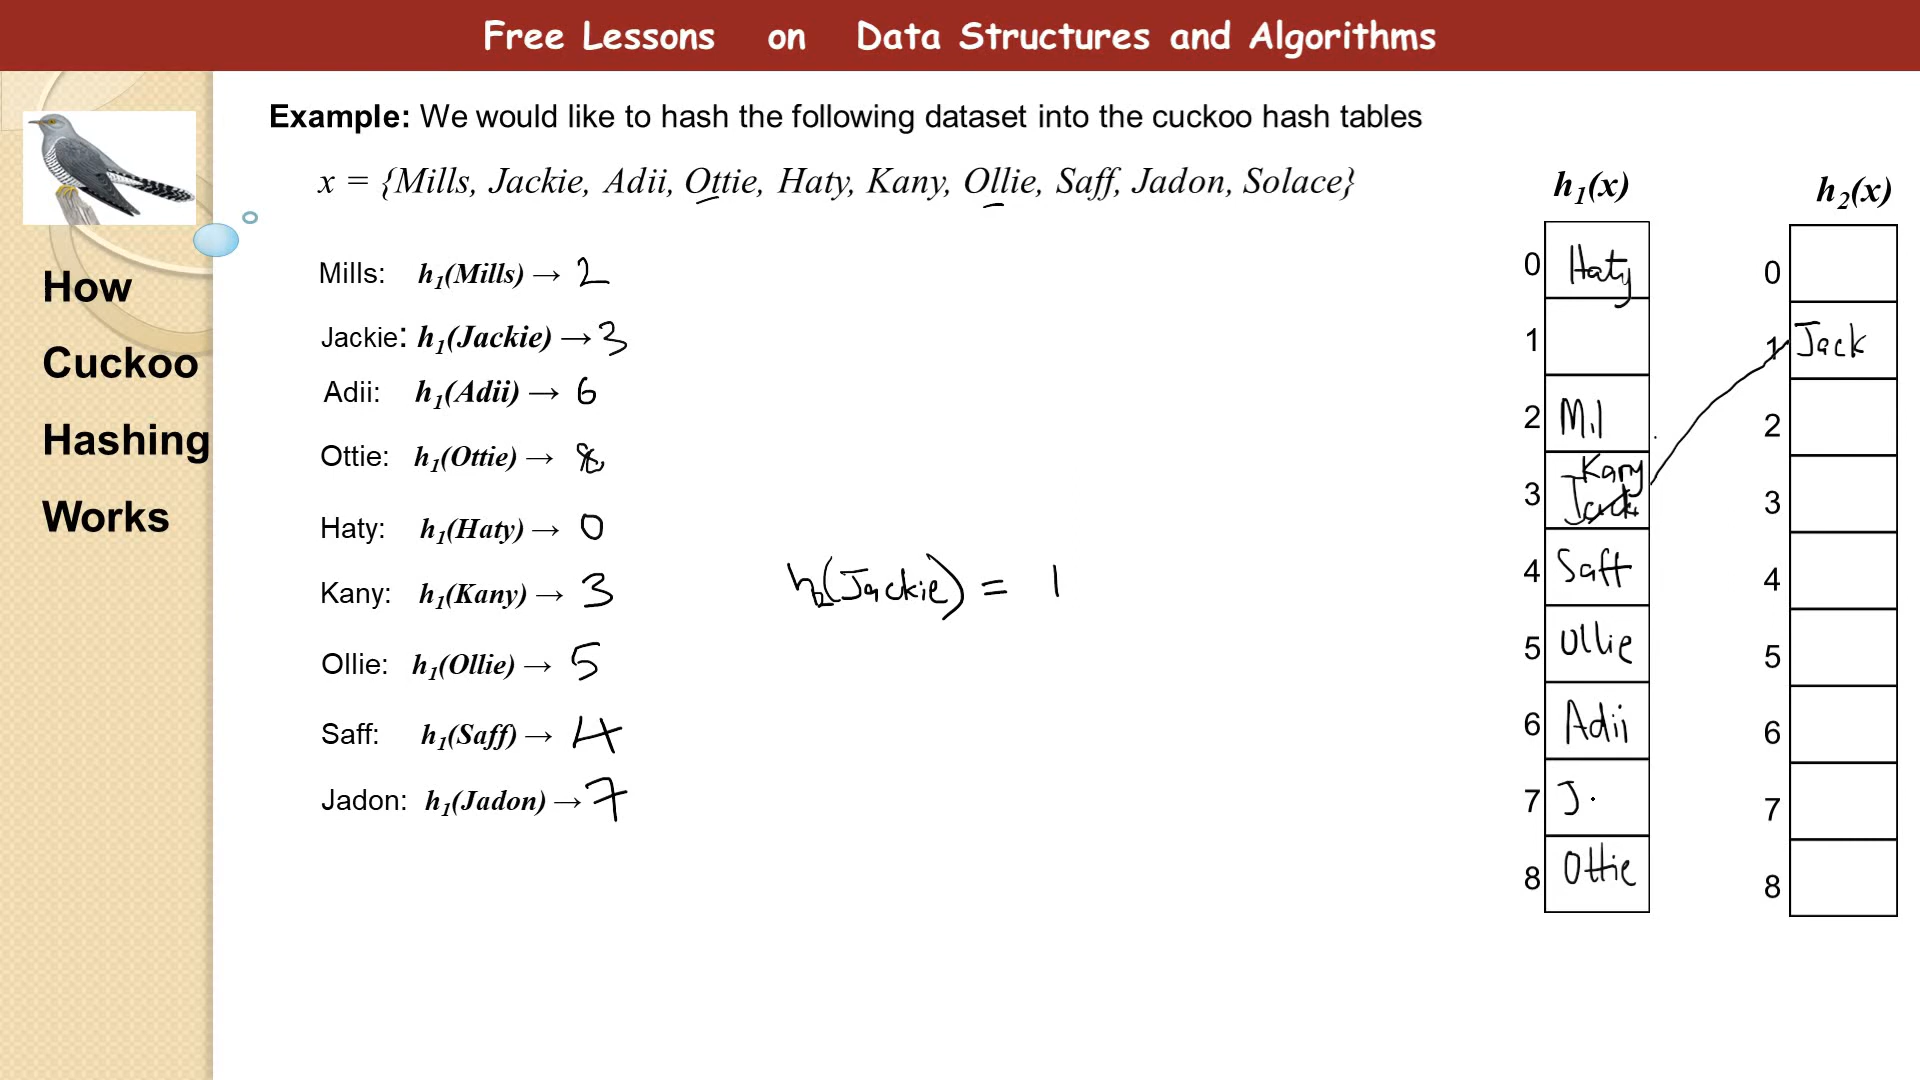 Free Lessons on Data Structures and Algorithms
How
Cuckoo
Hashing
Works
Example: We would like to hash the following dataset into the cuckoo hash tables
x = {Mills, Jackie, Adii, Ottie, Haty, Kany, Ollie, Saff, Jadon, Solace}
Mills: h1(Mills) → 2
Jackie: h1(Jackie) → 3
Adii: h1(Adii) → 6
Ottie: h1(Ottie) → 8
Haty: h1(Haty) → 0
Kany: h1(Kany) → 3
Ollie: h1(Ollie) → 5
Saff: h1(Saff) → 4
Jadon: h1(Jadon) → 7
h2(Jackie) = 1
h1(x)
0 Haty
1
2 Mil
3 Kany
Jack
4 Saff
5 Ollie
6 Adii
7 J
8 Ottie
h2(x)
0
1 Jack
2
3
4
5
6
7
8